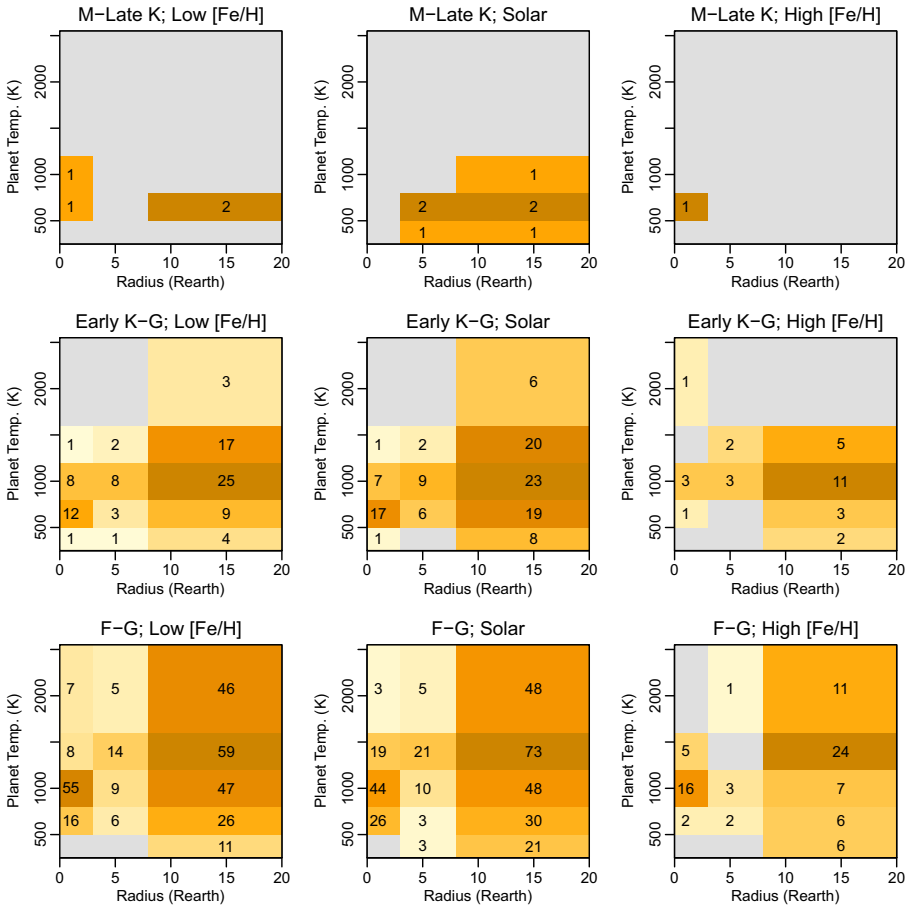 M−Late K; Low [Fe/H]
M−Late K; Solar
M−Late K; High [Fe/H]
Planet Temp. (K)
500
1000
2000
1
1
2
0
5
10
15
20
Radius (Rearth)
Planet Temp. (K)
500
1000
2000
1
2
2
1
1
0
5
10
15
20
Radius (Rearth)
Planet Temp. (K)
500
1000
2000
1
0
5
10
15
20
Radius (Rearth)
Early K−G; Low [Fe/H]
Early K−G; Solar
Early K−G; High [Fe/H]
Planet Temp. (K)
500
1000
2000
3
1 2 17
8 8 25
12 3 9
1 1 4
0 5 10 15 20
Radius (Rearth)
Planet Temp. (K)
500
1000
2000
6
1 2 20
7 9 23
17 6 19
1 8
0 5 10 15 20
Radius (Rearth)
Planet Temp. (K)
500
1000
2000
1
2 5
3 3 11
1 3
2
0 5 10 15 20
Radius (Rearth)
F−G; Low [Fe/H]
F−G; Solar
F−G; High [Fe/H]
Planet Temp. (K)
500
1000
2000
7 5 46
8 14 59
55 9 47
16 6 26
11
0 5 10 15 20
Radius (Rearth)
Planet Temp. (K)
500
1000
2000
3 5 48
19 21 73
44 10 48
26 3 30
3 21
0 5 10 15 20
Radius (Rearth)
Planet Temp. (K)
500
1000
2000
1 11
5 24
16 3 7
2 2 6
6
0 5 10 15 20
Radius (Rearth)